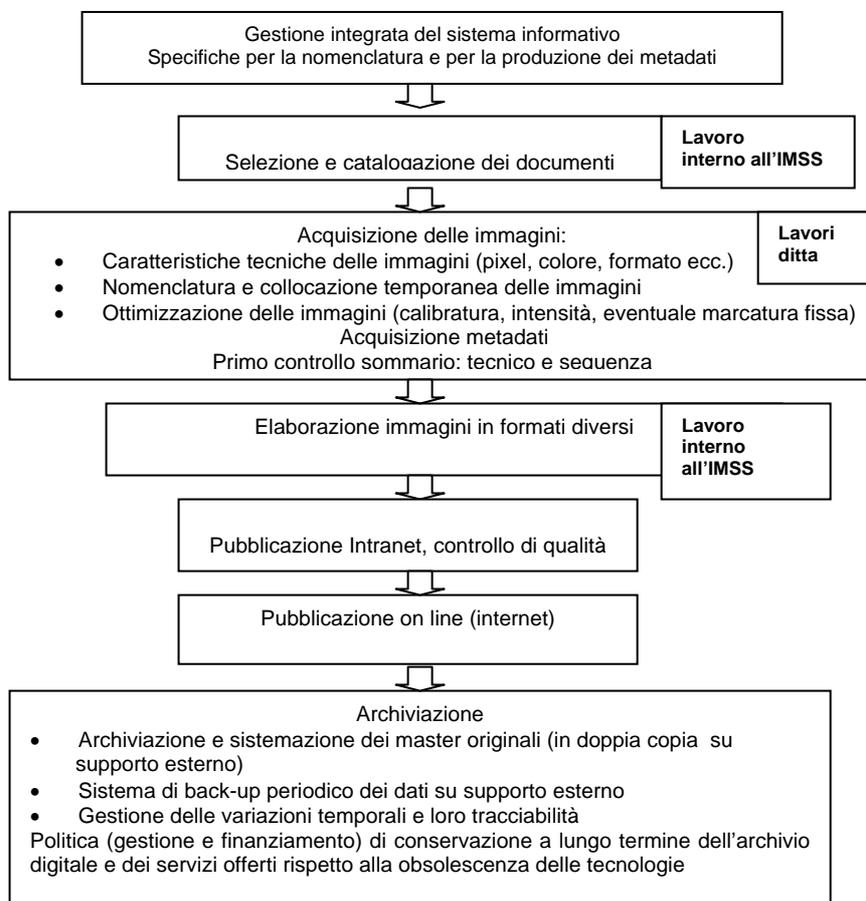 Gestione integrata del sistema informativo
Specifiche per la nomenclatura e per la produzione dei metadati
Selezione e catalogazione dei documenti
Lavoro
interno all'IMSS
Acquisizione delle immagini:
Lavori
ditta
• Caratteristiche tecniche delle immagini (pixel, colore, formato ecc.)
• Nomenclatura e collocazione temporanea delle immagini
• Ottimizzazione delle immagini (calibratura, intensità, eventuale marcatura fissa)
Acquisizione metadati
Primo controllo sommario: tecnico e sequenza
Elaborazione immagini in formati diversi
Lavoro
interno
all'IMSS
Pubblicazione Intranet, controllo di qualità
Pubblicazione on line (internet)
Archiviazione
• Archiviazione e sistemazione dei master originali (in doppia copia su
supporto esterno)
• Sistema di back-up periodico dei dati su supporto esterno
• Gestione delle variazioni temporali e loro tracciabilità
Politica (gestione e finanziamento) di conservazione a lungo termine dell'archivio
digitale e dei servizi offerti rispetto alla obsolescenza delle tecnologie